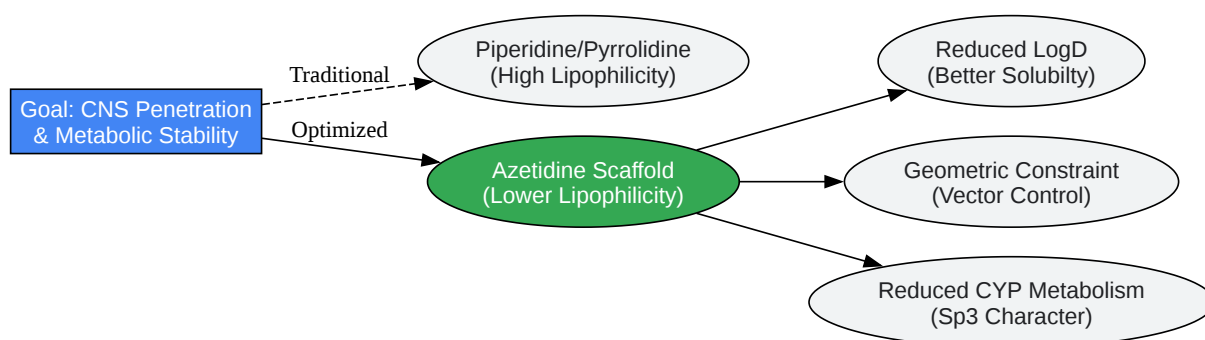 Goal: CNS Penetration
& Metabolic Stability
Traditional
Optimized
Piperidine/Pyrrolidine
(High Lipophilicity)
Azetidine Scaffold
(Lower Lipophilicity)
Reduced LogD
(Better Solubilty)
Geometric Constraint
(Vector Control)
Reduced CYP Metabolism
(Sp3 Character)